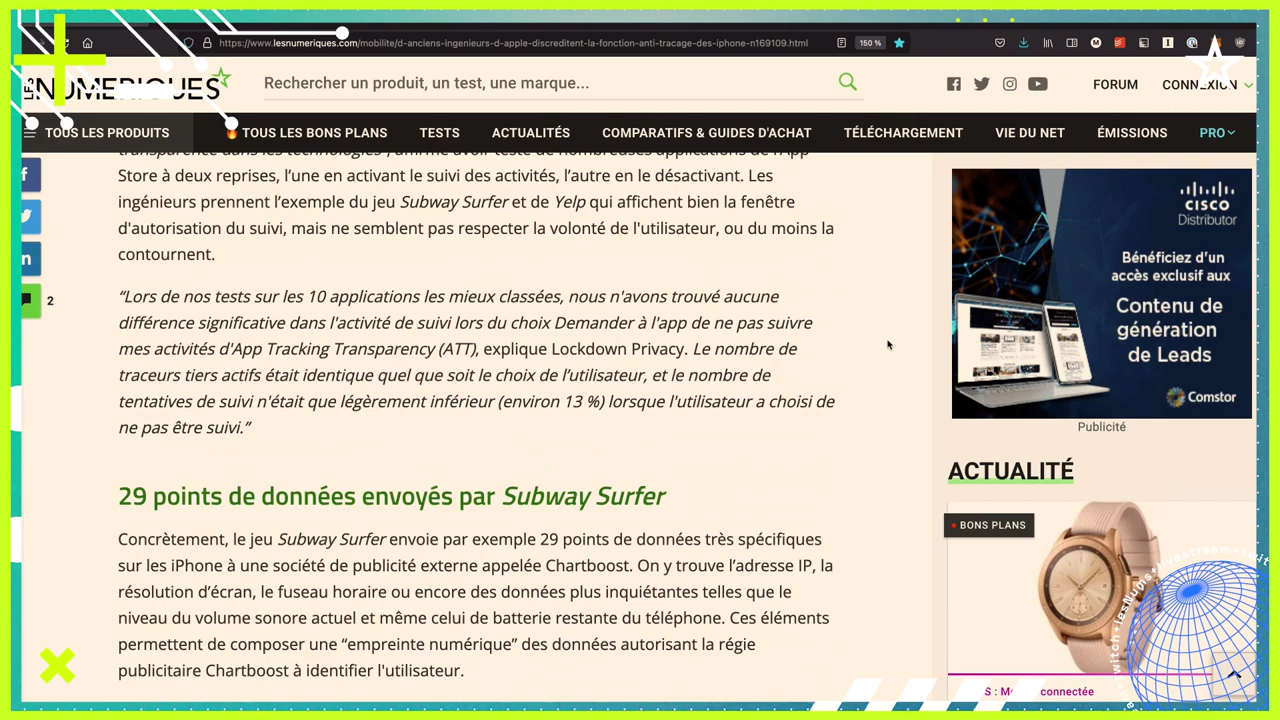 https://www.lesnumeriques.com/mobilite/d-anciens-ingenieurs-d-apple-discreditent-la-fonction-anti-tracage-des-iphone-n169109.html
150 %
LES NUMERIQUES
Rechercher un produit, un test, une marque...
FORUM
CONNEXION
TOUS LES PRODUITS
TOUS LES BONS PLANS
TESTS
ACTUALITÉS
COMPARATIFS & GUIDES D'ACHAT
TÉLÉCHARGEMENT
VIE DU NET
ÉMISSIONS
PRO
transparence dans les technologies", affirme avoir testé de nombreuses applications de l'App
Store à deux reprises, l’une en activant le suivi des activités, l’autre en le désactivant. Les
ingénieurs prennent l’exemple du jeu Subway Surfer et de Yelp qui affichent bien la fenêtre
d'autorisation du suivi, mais ne semblent pas respecter la volonté de l'utilisateur, ou du moins la
contournent.
“Lors de nos tests sur les 10 applications les mieux classées, nous n'avons trouvé aucune
différence significative dans l'activité de suivi lors du choix Demander à l'app de ne pas suivre
mes activités d'App Tracking Transparency (ATT), explique Lockdown Privacy. Le nombre de
traceurs tiers actifs était identique quel que soit le choix de l’utilisateur, et le nombre de
tentatives de suivi n'était que légèrement inférieur (environ 13 %) lorsque l'utilisateur a choisi de
ne pas être suivi.”
29 points de données envoyés par Subway Surfer
Concrètement, le jeu Subway Surfer envoie par exemple 29 points de données très spécifiques
sur les iPhone à une société de publicité externe appelée Chartboost. On y trouve l’adresse IP, la
résolution d’écran, le fuseau horaire ou encore des données plus inquiétantes telles que le
niveau du volume sonore actuel et même celui de batterie restante du téléphone. Ces éléments
permettent de composer une “empreinte numérique” des données autorisant la régie
publicitaire Chartboost à identifier l'utilisateur.
2
CISCO
Distributor
Bénéficiez d'un
accès exclusif aux
Contenu de
génération
de Leads
Comstor
Publicité
ACTUALITÉ
BONS PLANS
connectée
twitch+lesNums+livestream+twit